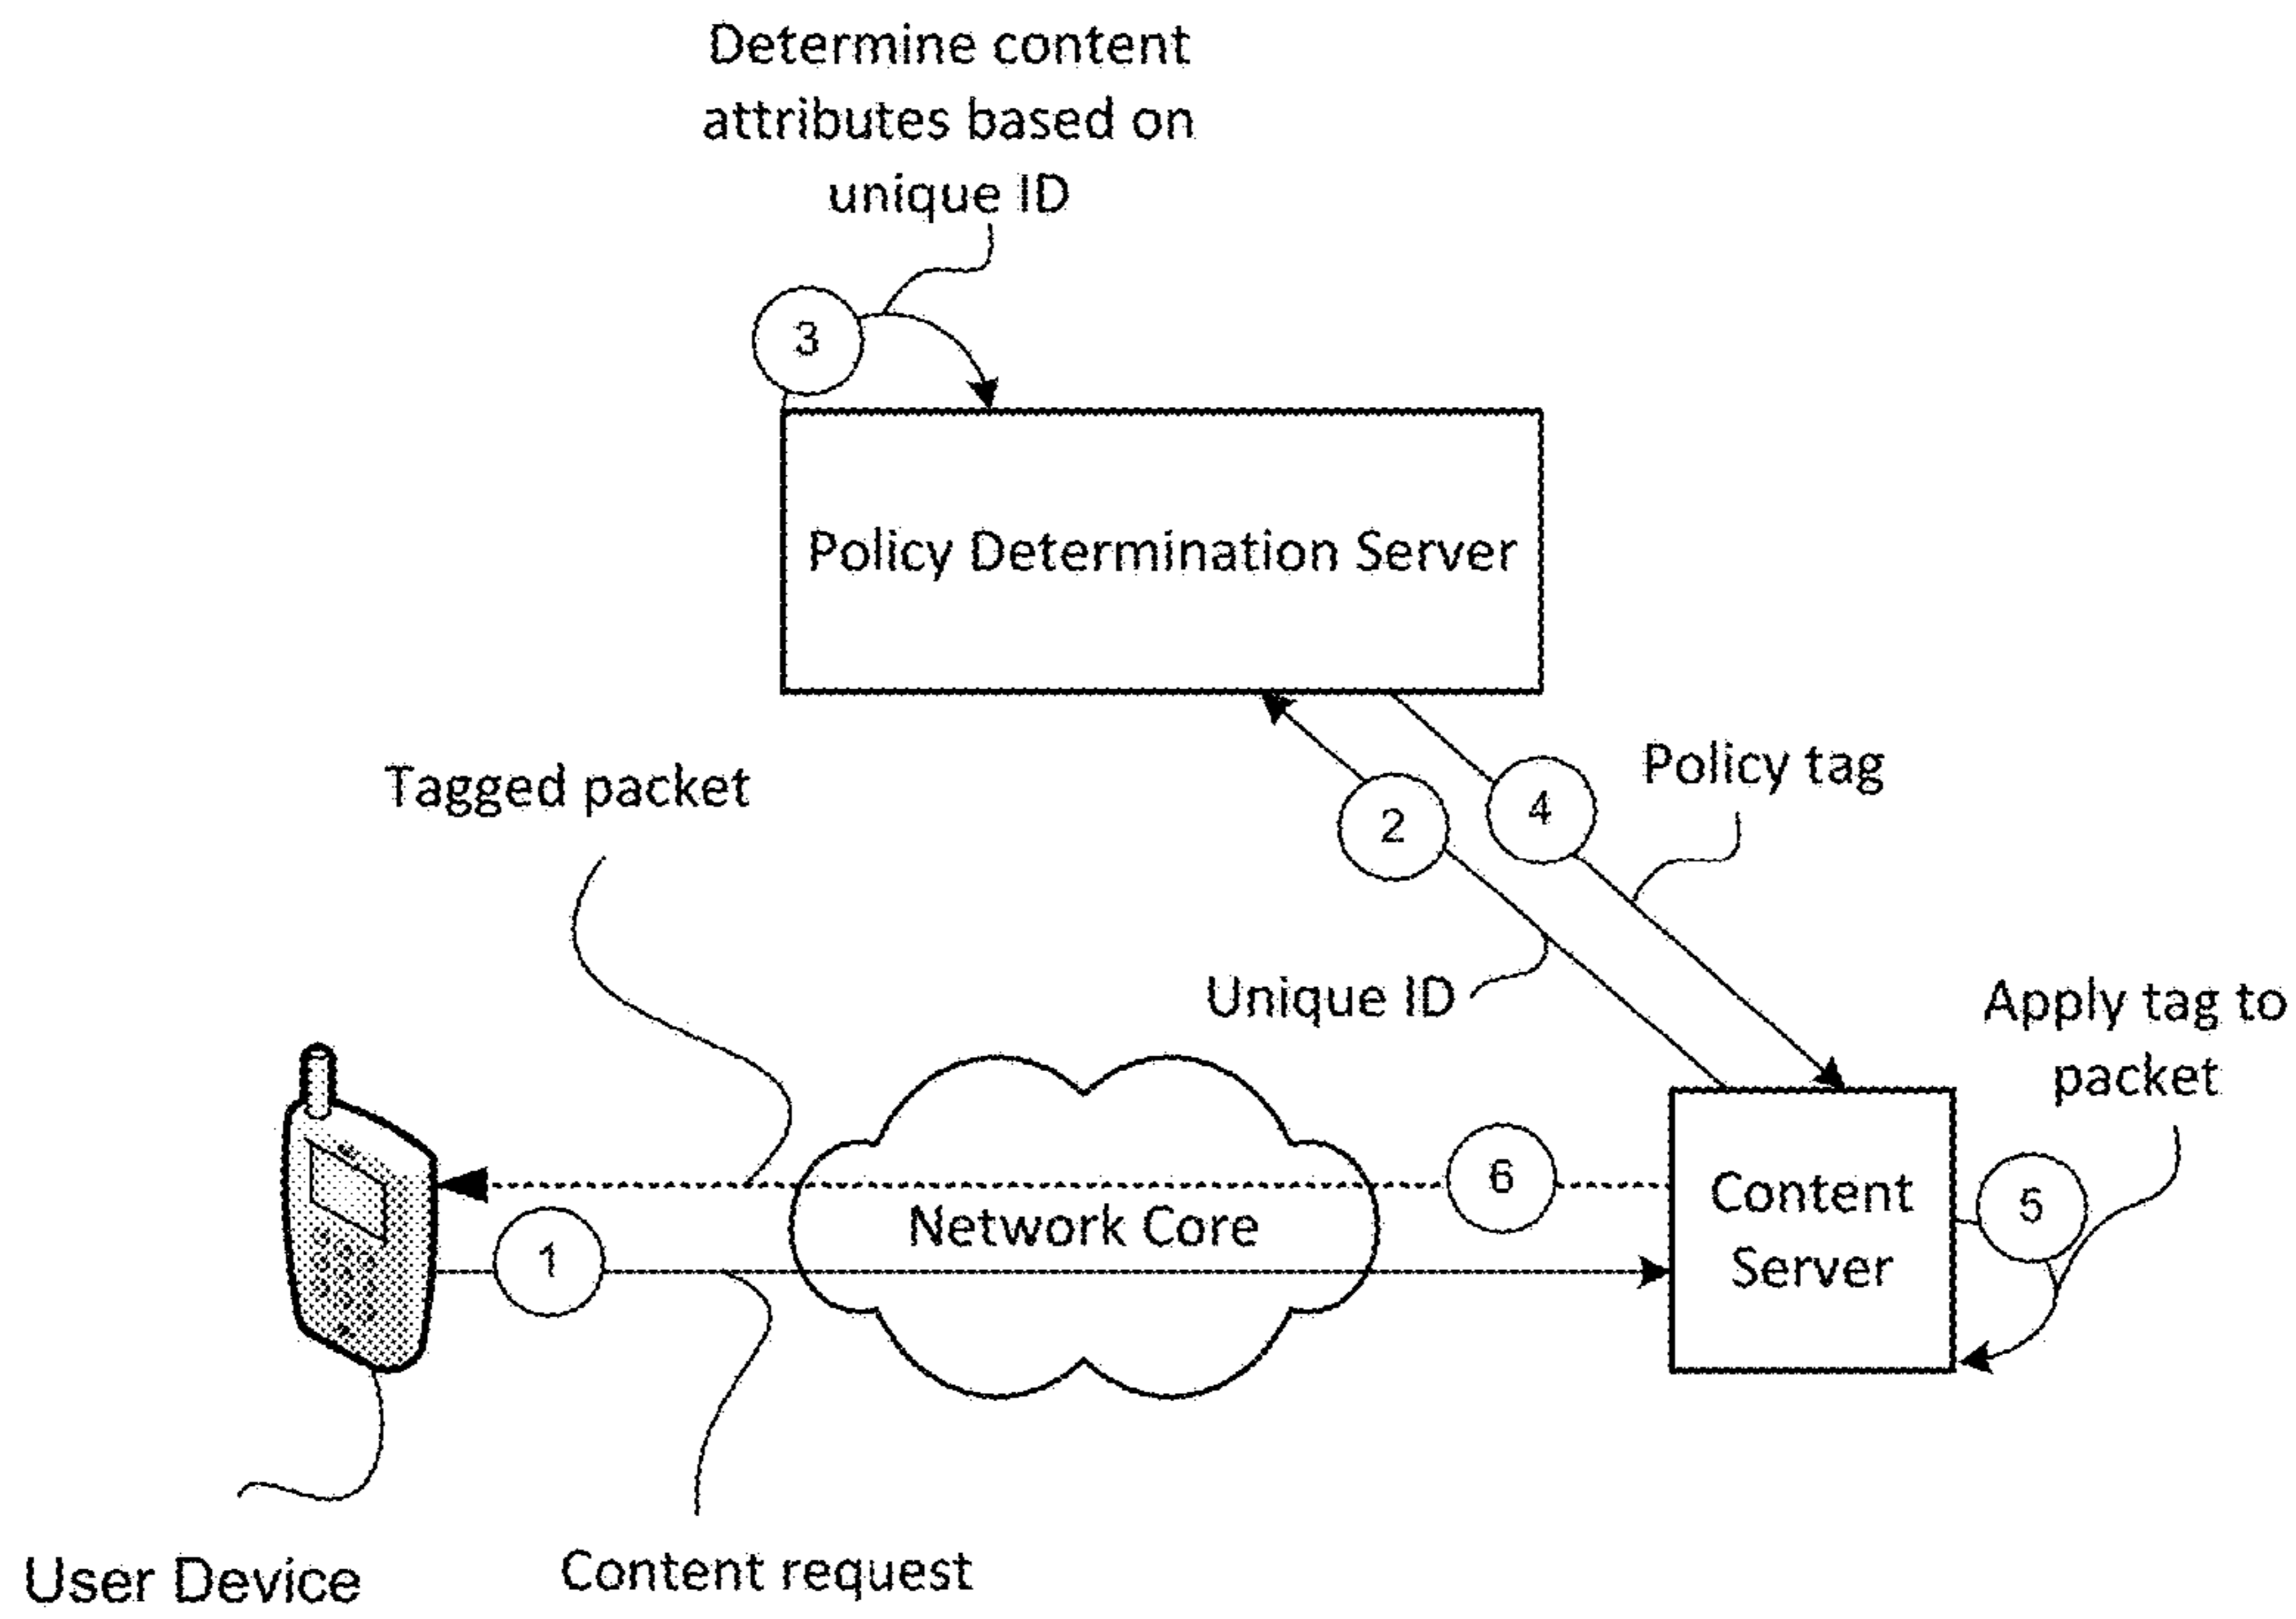 Determine content
attributes based on
unique ID
3
Policy Determination Server
Tagged packet
2
4
Policy tag
Unique ID
Apply tag to
packet
6
Network Core
1
Content
Server
5
User Device
Content request